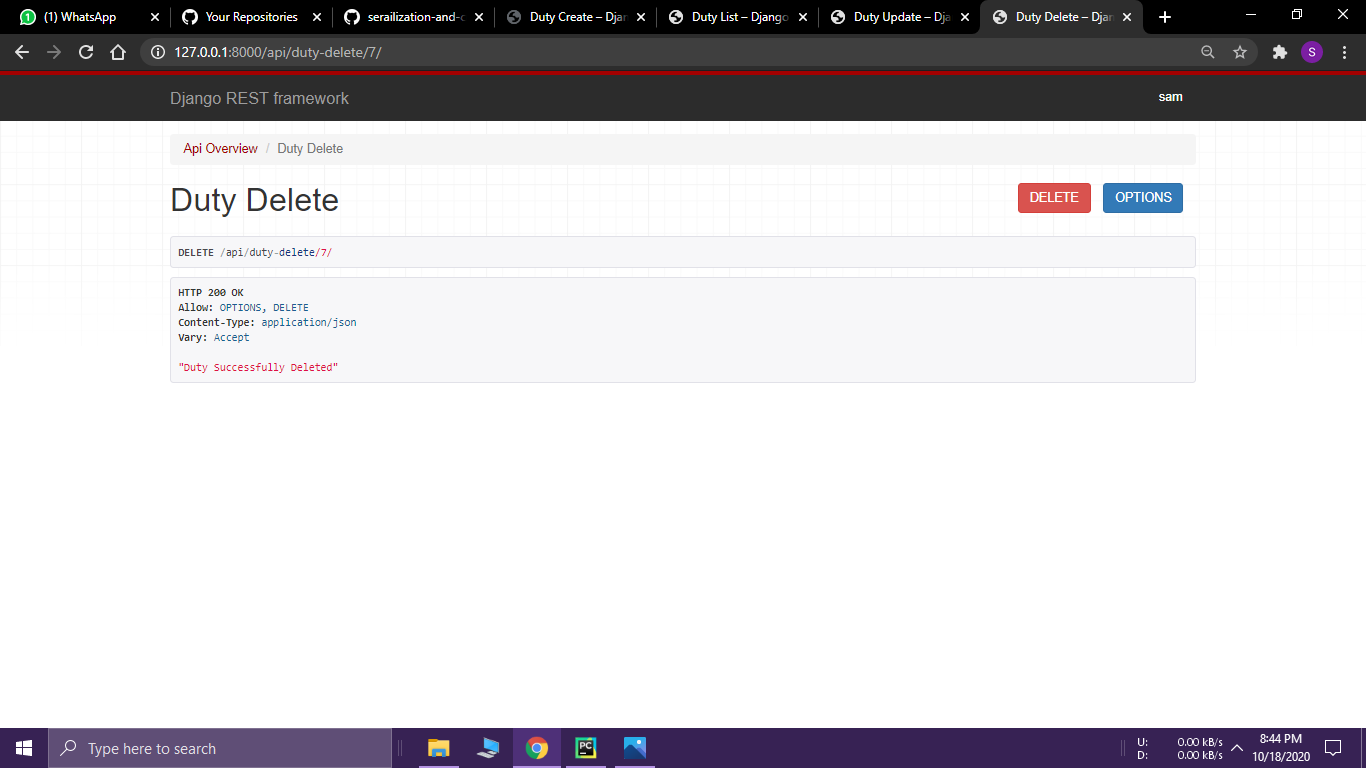 (1) WhatsApp
Your Repositories
serailization-and-c
Duty Create – Djan
Duty List – Django
Duty Update – Dja
Duty Delete – Djan
127.0.0.1:8000/api/duty-delete/7/
S
Django REST framework
sam
Api Overview / Duty Delete
Duty Delete
DELETE
OPTIONS
DELETE /api/duty-delete/7/
HTTP 200 OK
Allow: OPTIONS, DELETE
Content-Type: application/json
Vary: Accept
"Duty Successfully Deleted"
Type here to search
PC
U: 0.00 kB/s
D: 0.00 kB/s
8:44 PM
10/18/2020